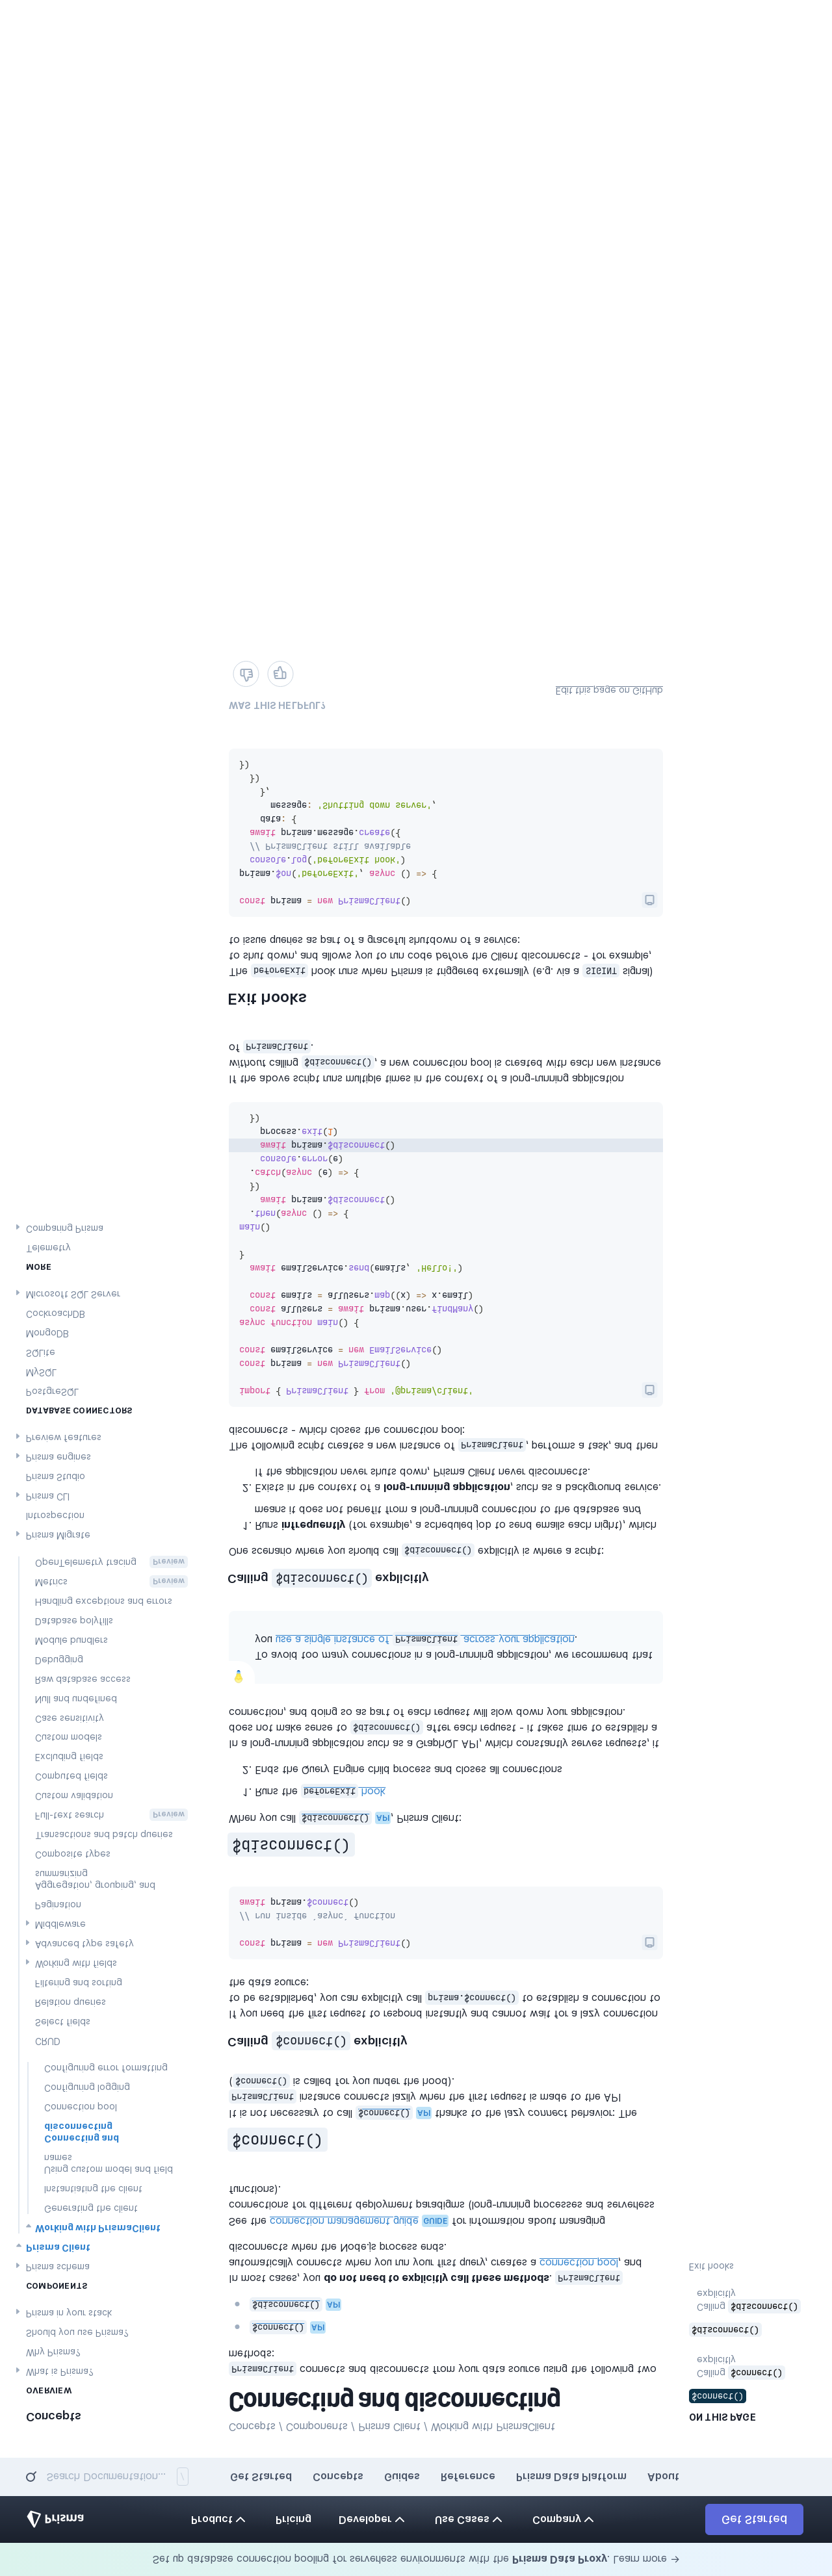 Set up database connection pooling for serverless environments with the Prisma Data Proxy. Learn more →
Prisma
Product
Pricing
Developer
Use Cases
Company
Get Started
Search Documentation...
/
Get Started
Concepts
Guides
Reference
Prisma Data Platform
About
Concepts
OVERVIEW
What is Prisma?
Why Prisma?
Should you use Prisma?
Prisma in your stack
COMPONENTS
Prisma schema
Prisma Client
Working with PrismaClient
Generating the client
Instantiating the client
Using custom model and field
names
Connecting and
disconnecting
Connection pool
Configuring logging
Configuring error formatting
CRUD
Select fields
Relation queries
Filtering and sorting
Working with fields
Advanced type safety
Middleware
Pagination
Aggregation, grouping, and
summarizing
Composite types
Transactions and batch queries
Full-text search Preview
Custom validation
Computed fields
Excluding fields
Custom models
Case sensitivity
Null and undefined
Raw database access
Debugging
Module bundlers
Database polyfills
Handling exceptions and errors
Metrics Preview
OpenTelemetry tracing Preview
Prisma Migrate
Introspection
Prisma CLI
Prisma Studio
Prisma engines
Preview features
DATABASE CONNECTORS
PostgreSQL
MySQL
SQLite
MongoDB
CockroachDB
Microsoft SQL Server
MORE
Telemetry
Comparing Prisma
Concepts / Components / Prisma Client / Working with PrismaClient
Connecting and disconnecting
PrismaClient connects and disconnects from your data source using the following two
methods:
$connect() API
$disconnect() API
In most cases, you do not need to explicitly call these methods. PrismaClient
automatically connects when you run your first query, creates a connection pool, and
disconnects when the Node.js process ends.
See the connection management guide GUIDE for information about managing
connections for different deployment paradigms (long-running processes and serverless
functions).
$connect()
It is not necessary to call $connect() API thanks to the lazy connect behavior: The
PrismaClient instance connects lazily when the first request is made to the API
($connect() is called for you under the hood).
Calling $connect() explicitly
If you need the first request to respond instantly and cannot wait for a lazy connection
to be established, you can explicitly call prisma.$connect() to establish a connection to
the data source:
const prisma = new PrismaClient()
// run inside `async` function
await prisma.$connect()
$disconnect()
When you call $disconnect() API, Prisma Client:
1. Runs the beforeExit hook
2. Ends the Query Engine child process and closes all connections
In a long-running application such as a GraphQL API, which constantly serves requests, it
does not make sense to $disconnect() after each request - it takes time to establish a
connection, and doing so as part of each request will slow down your application.
To avoid too many connections in a long-running application, we recommend that
you use a single instance of PrismaClient across your application.
Calling $disconnect() explicitly
One scenario where you should call $disconnect() explicitly is where a script:
1. Runs infrequently (for example, a scheduled job to send emails each night), which
means it does not benefit from a long-running connection to the database and
2. Exists in the context of a long-running application, such as a background service.
If the application never shuts down, Prisma Client never disconnects.
The following script creates a new instance of PrismaClient, performs a task, and then
disconnects - which closes the connection pool:
import { PrismaClient } from '@prisma/client'
const prisma = new PrismaClient()
const emailService = new EmailService()
async function main() {
const allUsers = await prisma.user.findMany()
const emails = allUsers.map((x) => x.email)
await emailService.send(emails, 'Hello!')
}
main()
.then(async () => {
await prisma.$disconnect()
})
.catch(async (e) => {
console.error(e)
await prisma.$disconnect()
process.exit(1)
})
If the above script runs multiple times in the context of a long-running application
without calling $disconnect(), a new connection pool is created with each new instance
of PrismaClient.
Exit hooks
The beforeExit hook runs when Prisma is triggered externally (e.g. via a SIGINT signal)
to shut down, and allows you to run code before the Client disconnects - for example,
to issue queries as part of a graceful shutdown of a service:
const prisma = new PrismaClient()
prisma.$on('beforeExit', async () => {
console.log('beforeExit hook')
// PrismaClient still available
await prisma.message.create({
data: {
message: 'Shutting down server',
},
})
})
WAS THIS HELPFUL?
Edit this page on GitHub
ON THIS PAGE
$connect()
Calling $connect()
explicitly
$disconnect()
Calling $disconnect()
explicitly
Exit hooks